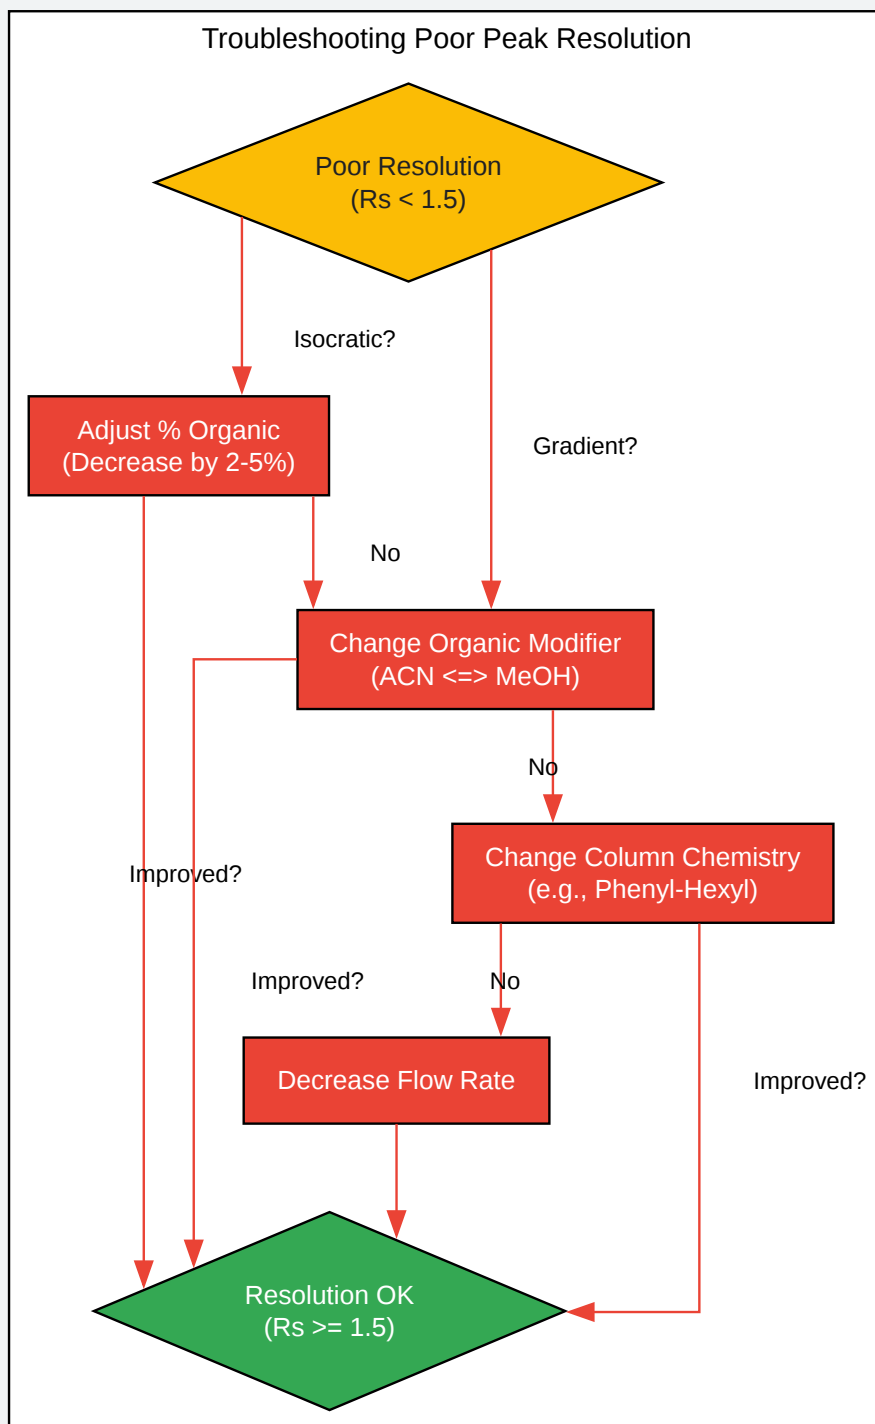 Troubleshooting Poor Peak Resolution
Poor Resolution
(Rs < 1.5)
Isocratic?
Adjust % Organic
(Decrease by 2-5%)
Gradient?
No
Change Organic Modifier
(ACN <=> MeOH)
No
Change Column Chemistry
(e.g., Phenyl-Hexyl)
Improved?
Improved?
No
Decrease Flow Rate
Improved?
Resolution OK
(Rs >= 1.5)